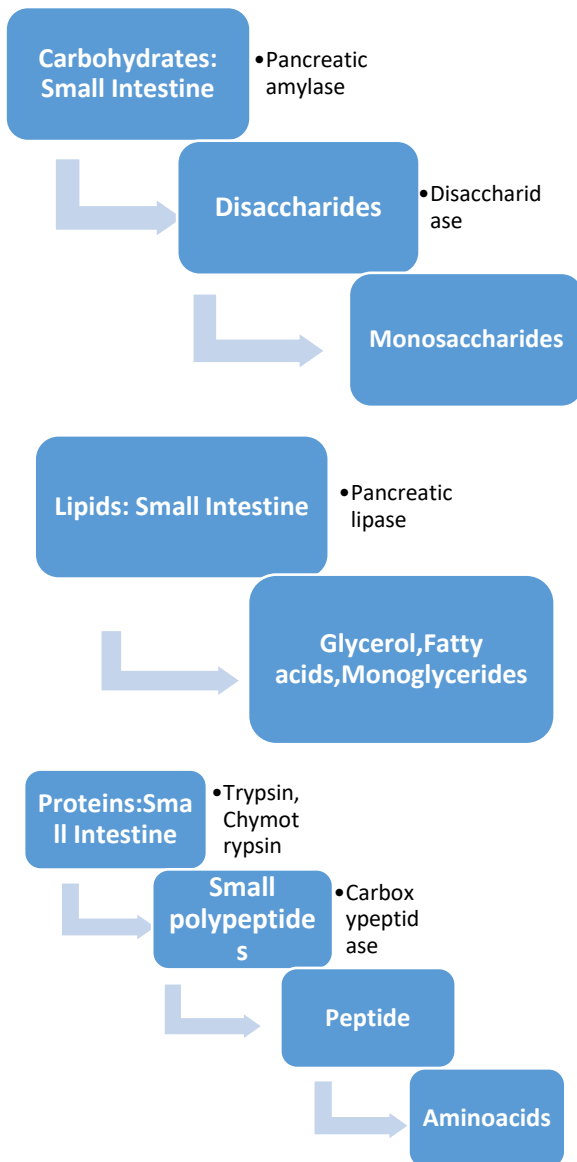 Carbohydrates:
Small Intestine
•Pancreatic
amylase
Disaccharides
•Disaccharid
ase
Monosaccharides
Lipids: Small Intestine
•Pancreatic
lipase
Glycerol,Fatty
acids,Monoglycerides
Proteins:Sma
ll Intestine
•Trypsin,
Chymot
rypsin
Small
polypeptide
s
•Carbox
ypeptid
ase
Peptide
Aminoacids